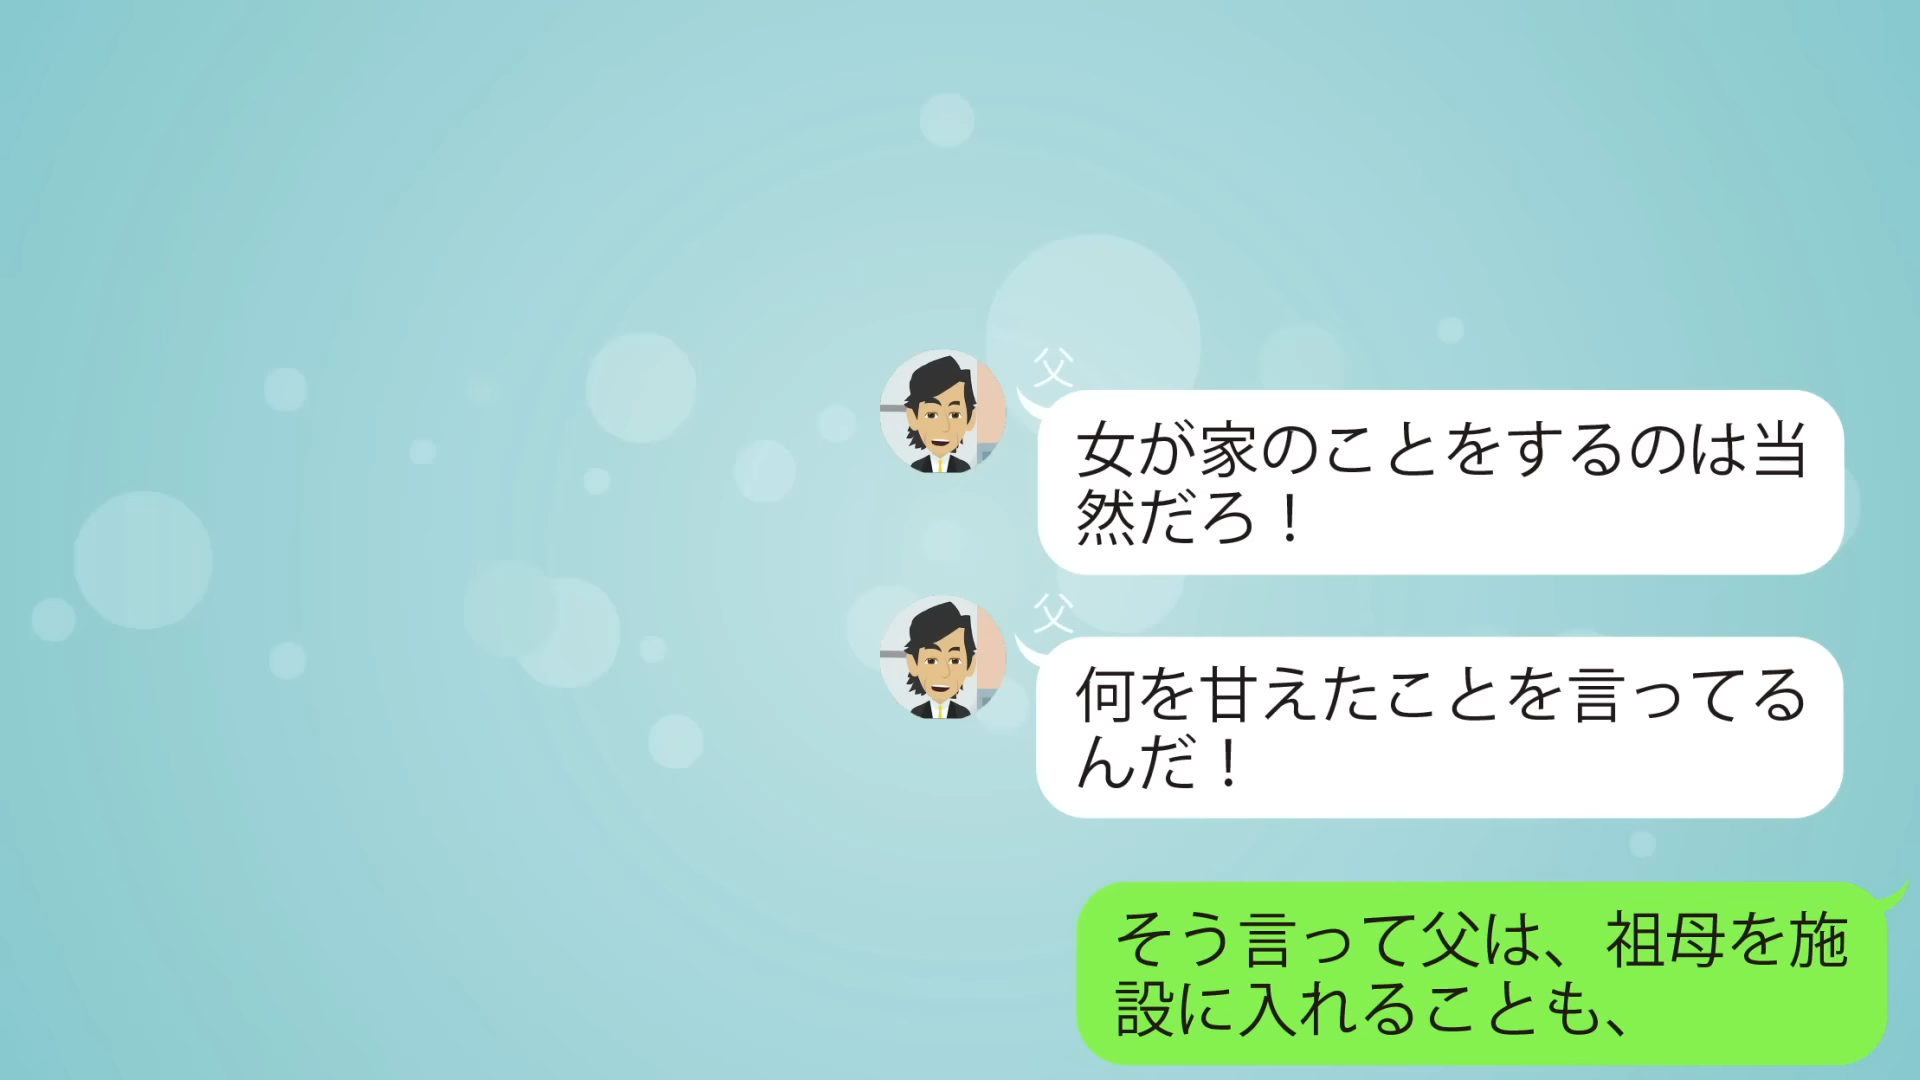 父
女が家のことをするのは当
然だろ！
父
何を甘えたことを言ってる
んだ！
そう言って父は、祖母を施
設に入れることも、